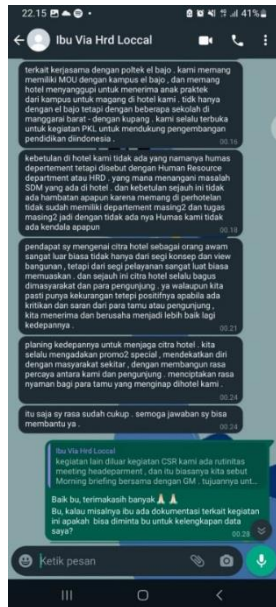 22.15
41%
Ibu Via Hrd Loccal
terkait kerjasama dengan poltek el bajo . kami memang
memiliki MOU dengan kampus el bajo , dan memang
hotel menyanggupi untuk menerima anak praktek
dari kampus untuk magang di hotel kami . tidk hanya
dengan el bajo tetapi dengan beberapa sekolah di
manggarai barat - dengan kupang . kami selalu terbuka
untuk kegiatan PKL untuk mendukung pengembangan
pendidikan diindonesia .
00.16
kebetulan di hotel kami tidak ada yang namanya humas
departement tetapi disebut dengan Human Resource
department atau HRD , yang mana menangani masalah
SDM yang ada di hotel . dan kebetulan sejauh ini tidak
ada hambatan apapun karena memang di perhotelan
tidak sudah memiliki departement masing2 dan tugas
masing2 jadi dengan tidak ada nya Humas kami tidak
ada kendala apapun
00.18
pendapat sy mengenai citra hotel sebagai orang awam
sangat luar biasa tidak hanya dari segi konsep dan view
bangunan , tetapi dari segi pelayanan sangat luat biasa
memuaskan . dan sejauh ini citra hotel selalu bagus
dimasyarakat dan para pengunjung . ya walaupun kita
pasti punya kekurangan tetepi positifnya apabila ada
kritikan dan saran dari para tamu atau pengunjung ,
kita menerima dan berusaha menjadi lebih baik lagi
kedepannya .
00.21
planing kedepannya untuk menjaga citra hotel . kita
selalu mengadakan promo2 special , mendekatkan diri
dengan masyarakat sekitar , dengan membangun rasa
percaya antara kami dan pengunjung . menciptakan rasa
nyaman bagi para tamu yang menginap dihotel kami .
00.24
itu saja sy rasa sudah cukup . semoga jawaban sy bisa
membantu ya .
00.24
Ibu Via Hrd Loccal
kegiatan lain diluar kegiatan CSR kami ada rutinitas
meeting headeparment , dan itu biasanya kita sebut
Morning briefing bersama dengan GM . tujuannya unt...
Baik bu, terimakasih banyak 🙏🙏
Bu, kalau misalnya ibu ada dokumentasi terkait kegiatan
ini apakah bisa diminta bu untuk kelengkapan data
saya?
00.28
Ketik pesan